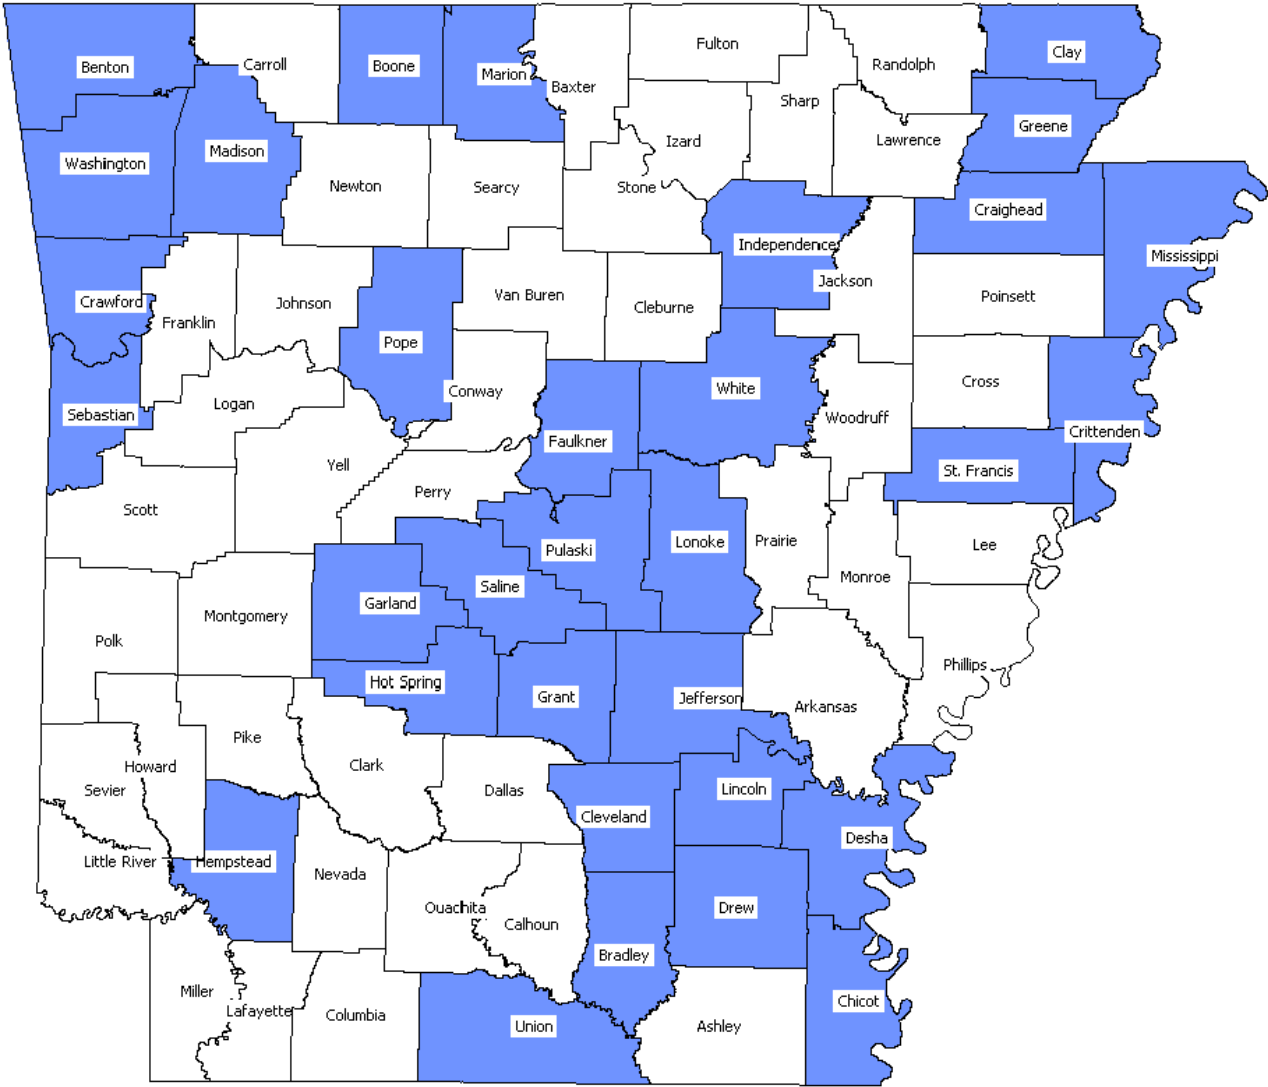 Fulton
Clay
Carroll
Randolph
Benton
Boone
Marion
Baxter
Sharp
Greene
Izard
Lawrence
Madison
Washington
Newton
Searcy
Stone
Craighead
Independence
Mississippi
Jackson
Van Buren
Poinsett
Crawford
Johnson
Cleburne
Franklin
Pope
Cross
White
Conway
Logan
Sebastian
Woodruff
Crittenden
Faulkner
Yell
St. Francis
Perry
Scott
Lonoke
Prairie
Lee
Pulaski
Monroe
Saline
Garland
Montgomery
Polk
Phillips
Hot Spring
Grant
Jefferson
Arkansas
Pike
Clark
Howard
Sevier
Dallas
Lincoln
Cleveland
Desha
Little River
Hempstead
Nevada
Ouachita
Drew
Calhoun
Bradley
Miller
Chicot
Lafayette
Columbia
Union
Ashley